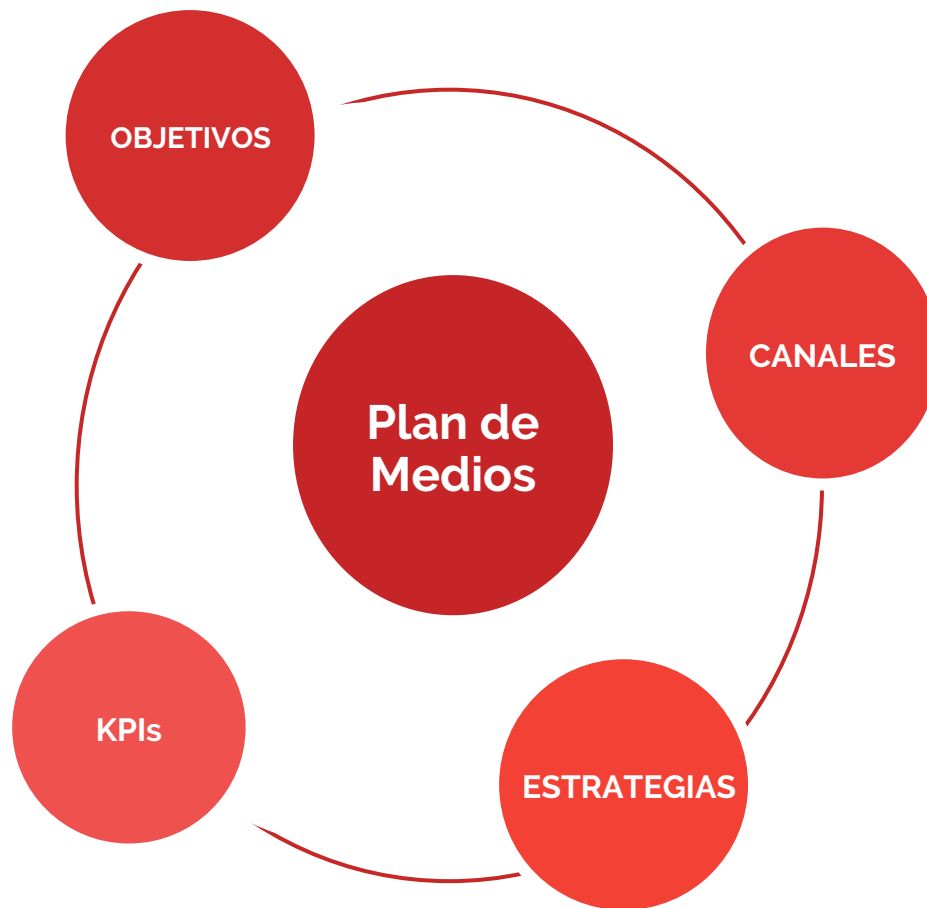 OBJETIVOS
CANALES
Plan de
Medios
KPIs
ESTRATEGIAS